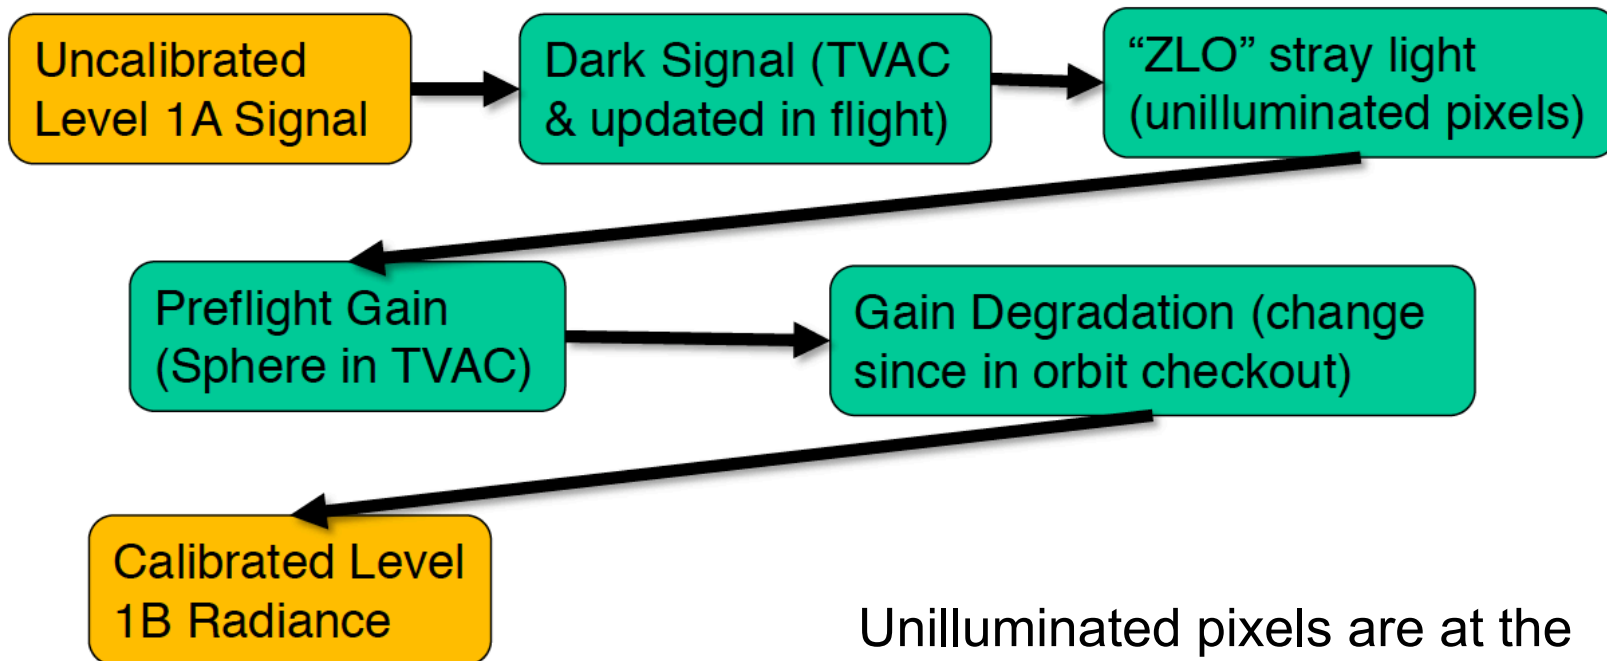 Uncalibrated
Level 1A Signal
Dark Signal (TVAC
& updated in flight)
“ZLO” stray light
(unilluminated pixels)
Preflight Gain
(Sphere in TVAC)
Gain Degradation (change
since in orbit checkout)
Calibrated Level
1B Radiance
Unilluminated pixels are at the